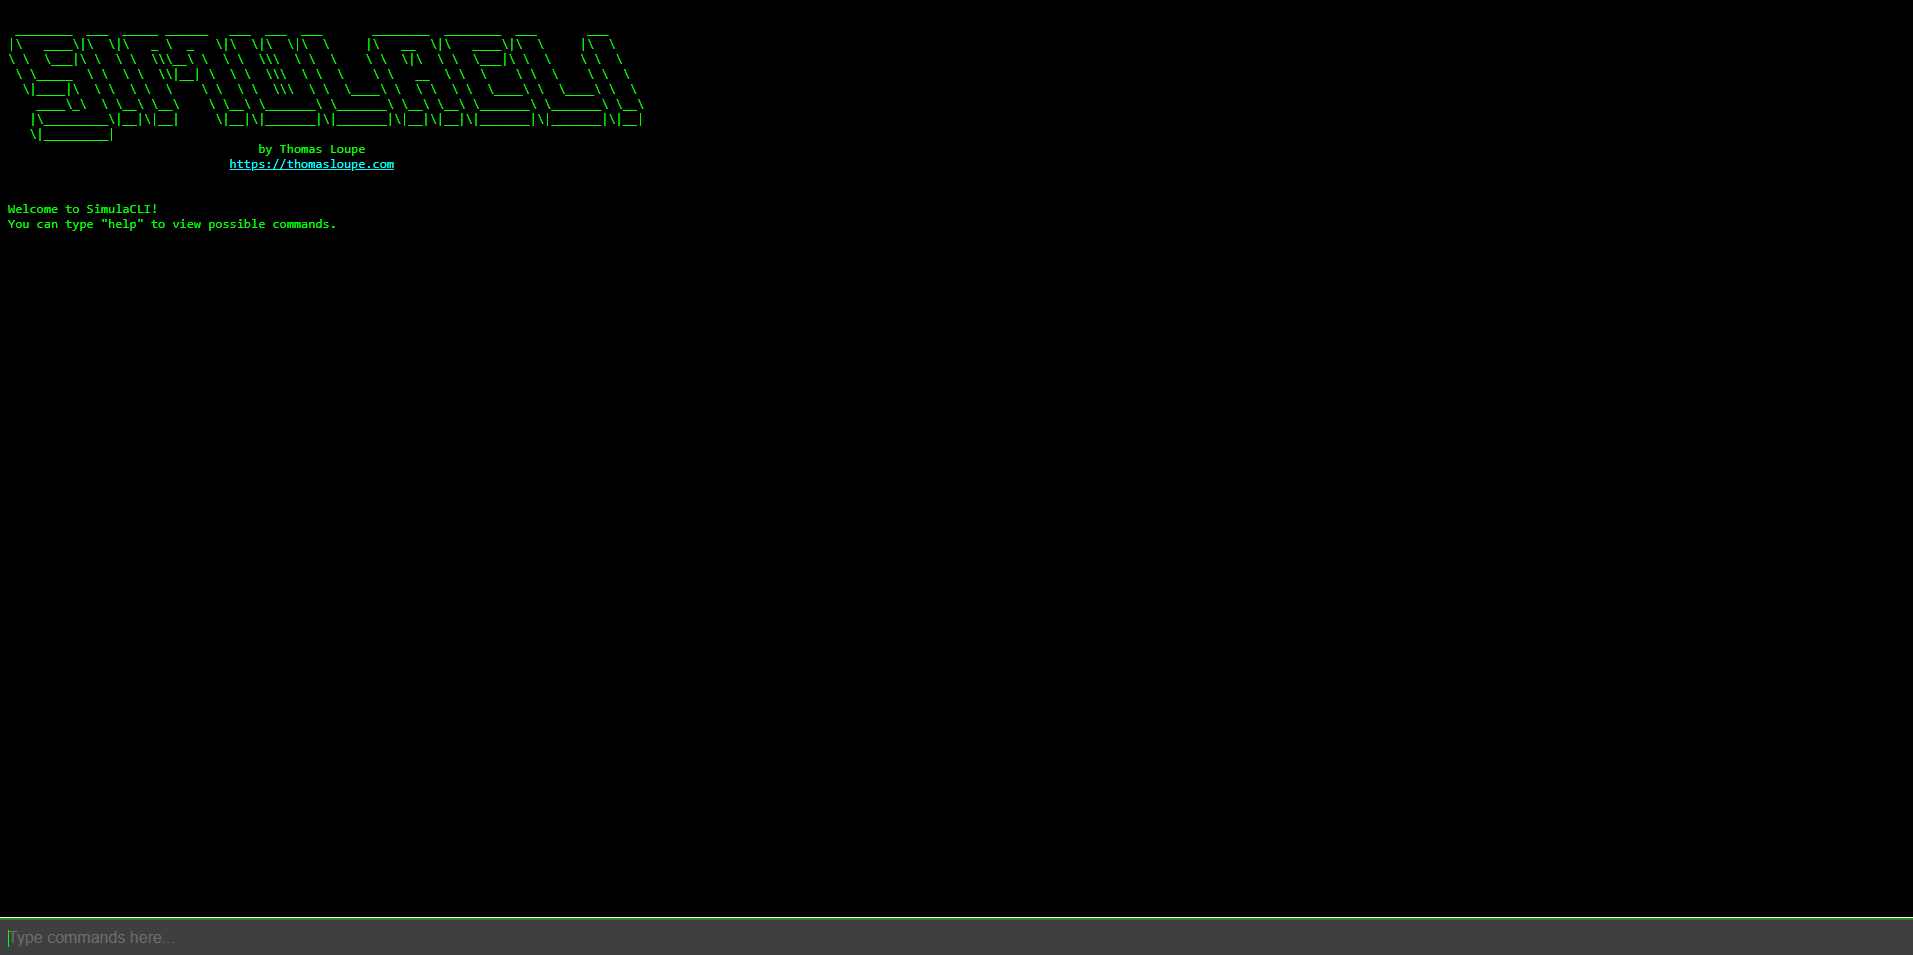 SIMULACLI
by Thomas Loupe
https://thomasloupe.com
Welcome to SimulaCLI!
You can type "help" to view possible commands.
Type commands here...